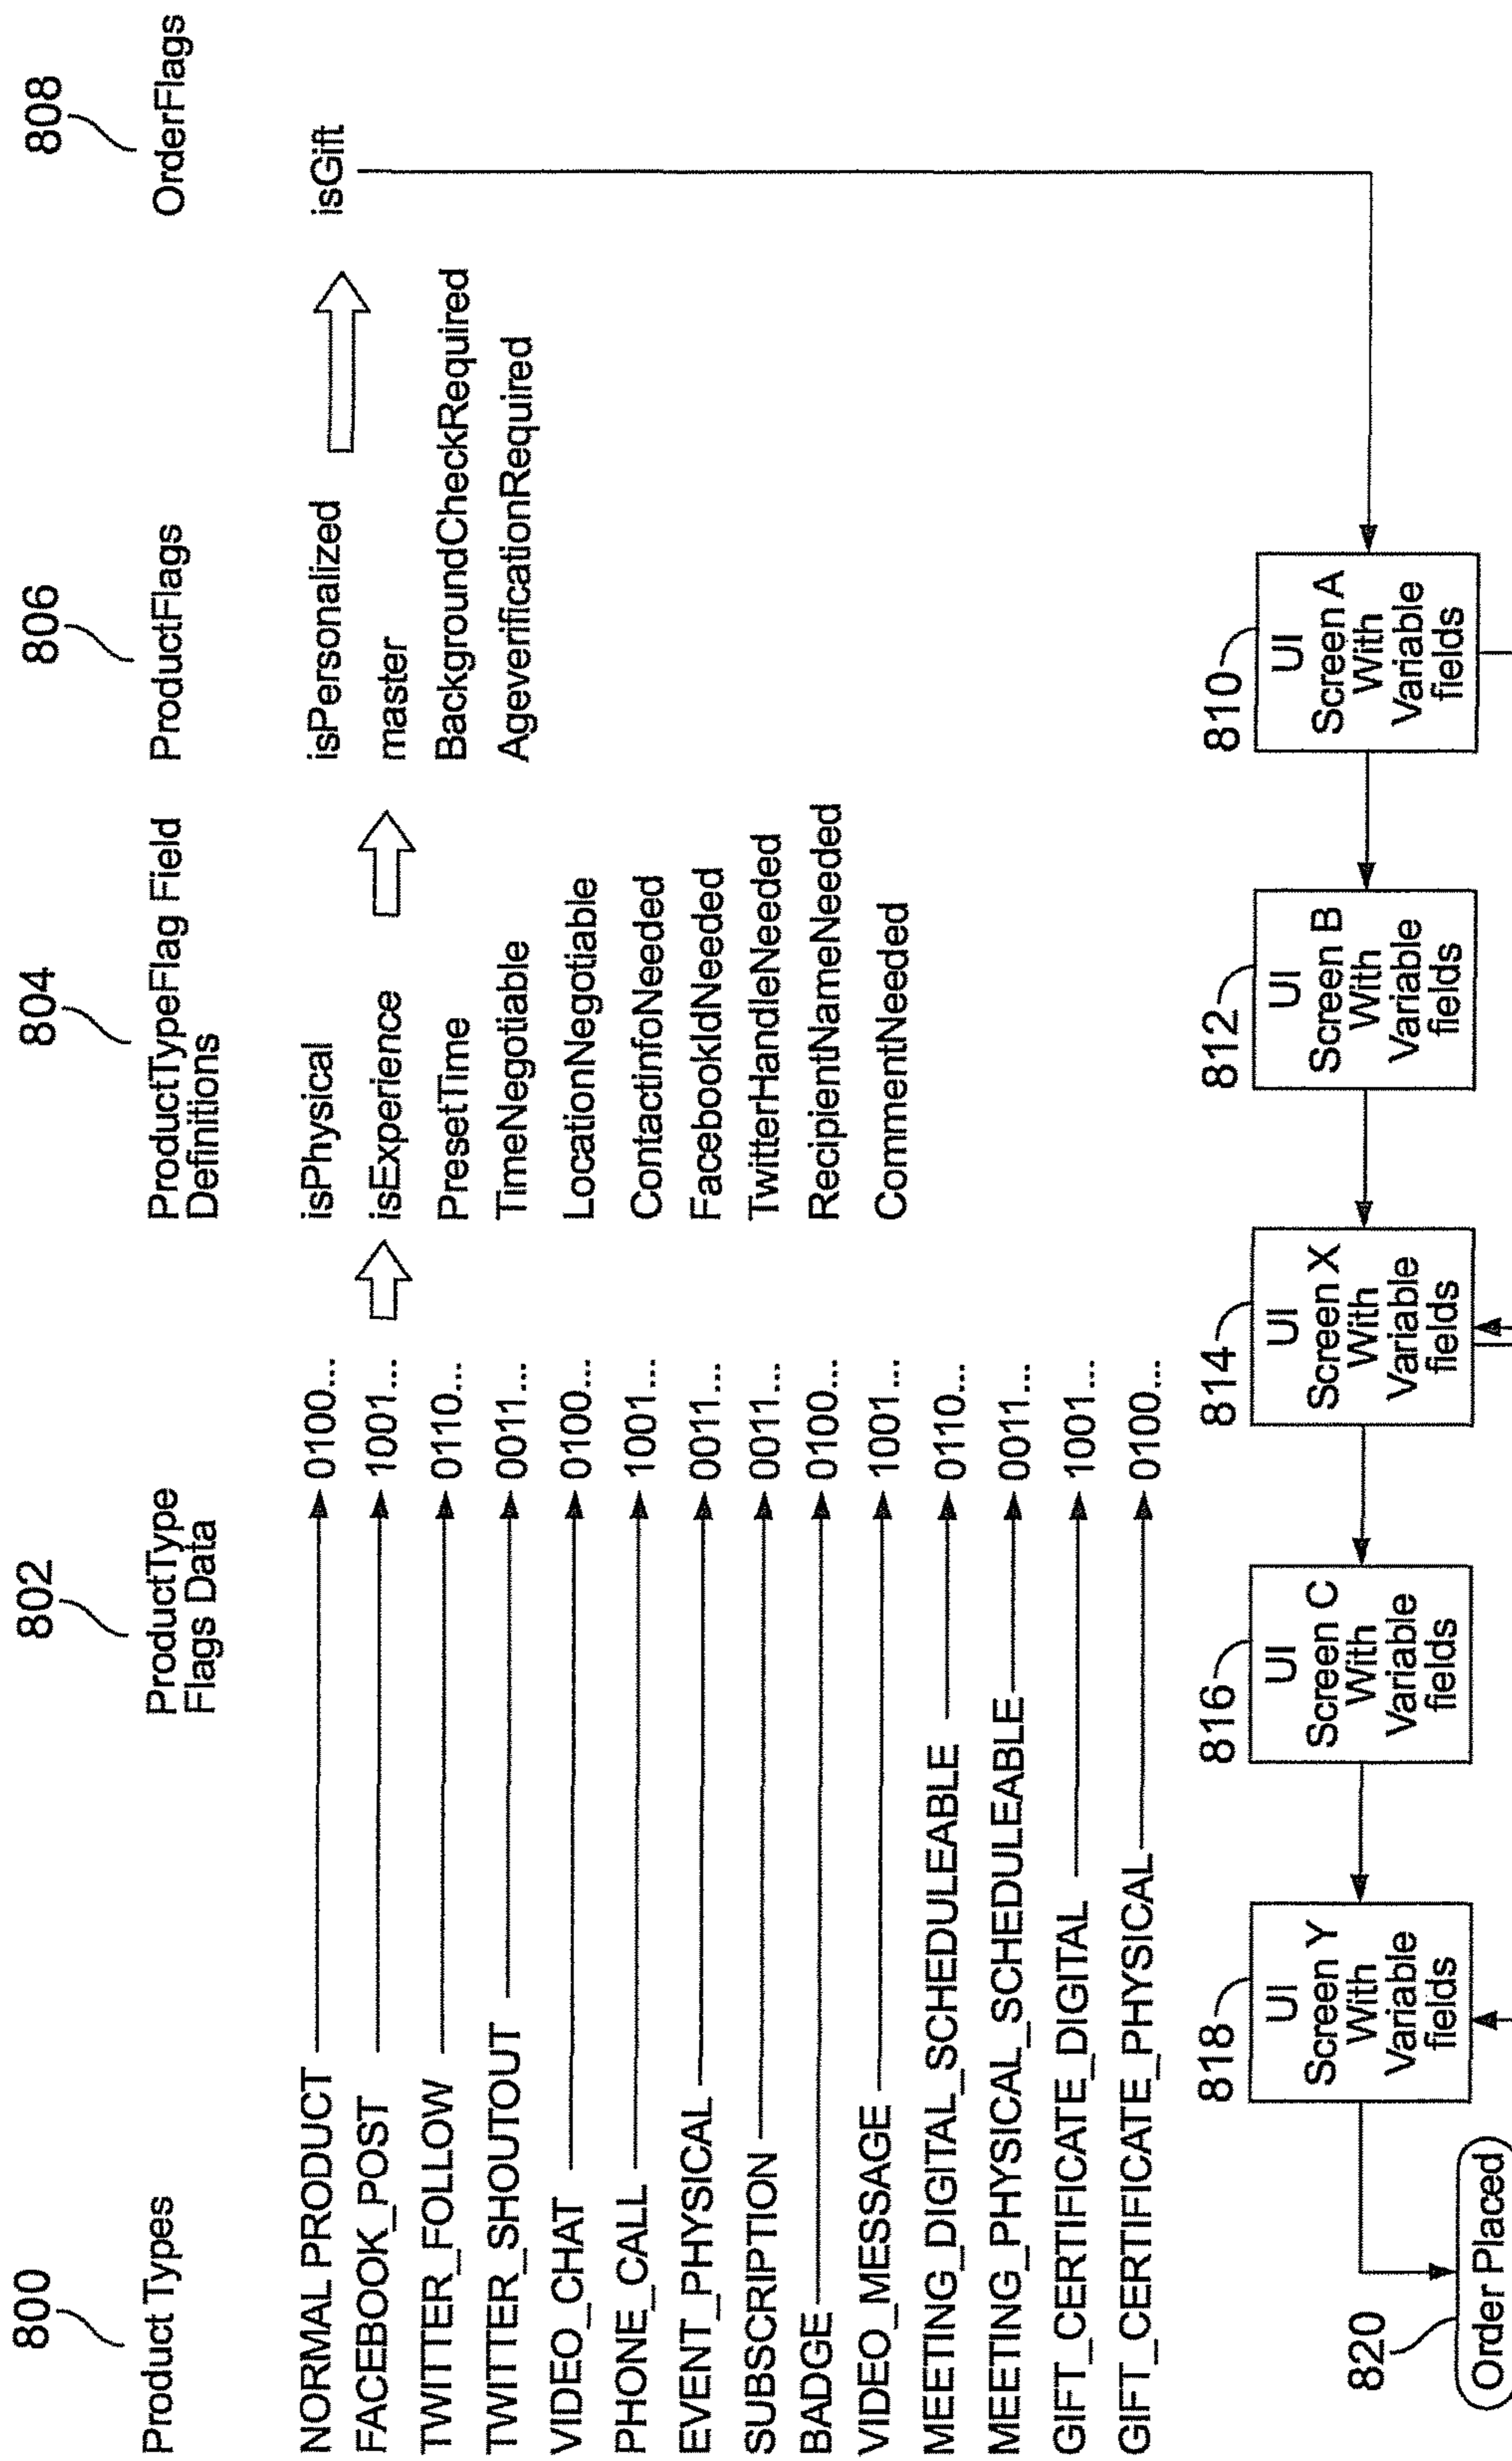 800
Product Types
NORMAL PRODUCT
FACEBOOK_POST
TWITTER_FOLLOW
TWITTER_SHOUTOUT
VIDEO_CHAT
PHONE_CALL
EVENT_PHYSICAL
SUBSCRIPTION
BADGE
VIDEO_MESSAGE
MEETING_DIGITAL_SCHEDULEABLE
MEETING_PHYSICAL_SCHEDULEABLE
GIFT_CERTIFICATE_DIGITAL
GIFT_CERTIFICATE_PHYSICAL
802
ProductType
Flags Data
0100...
1001...
0110...
0011...
0100...
1001...
0011...
0011...
0100...
1001...
0110...
0011...
1001...
0100...
804
ProductTypeFlag Field
Definitions
isPhysical
isExperience
PresetTime
TimeNegotiable
LocationNegotiable
ContactinfoNeeded
FacebookIdNeeded
TwitterHandleNeeded
RecipientNameNeeded
CommentNeeded
806
ProductFlags
isPersonalized
master
BackgroundCheckRequired
AgeverificationRequired
808
OrderFlags
isGift
810
UI
Screen A
With
Variable
fields
812
UI
Screen B
With
Variable
fields
814
UI
Screen X
With
Variable
fields
816
UI
Screen C
With
Variable
fields
818
UI
Screen Y
With
Variable
fields
820
Order Placed